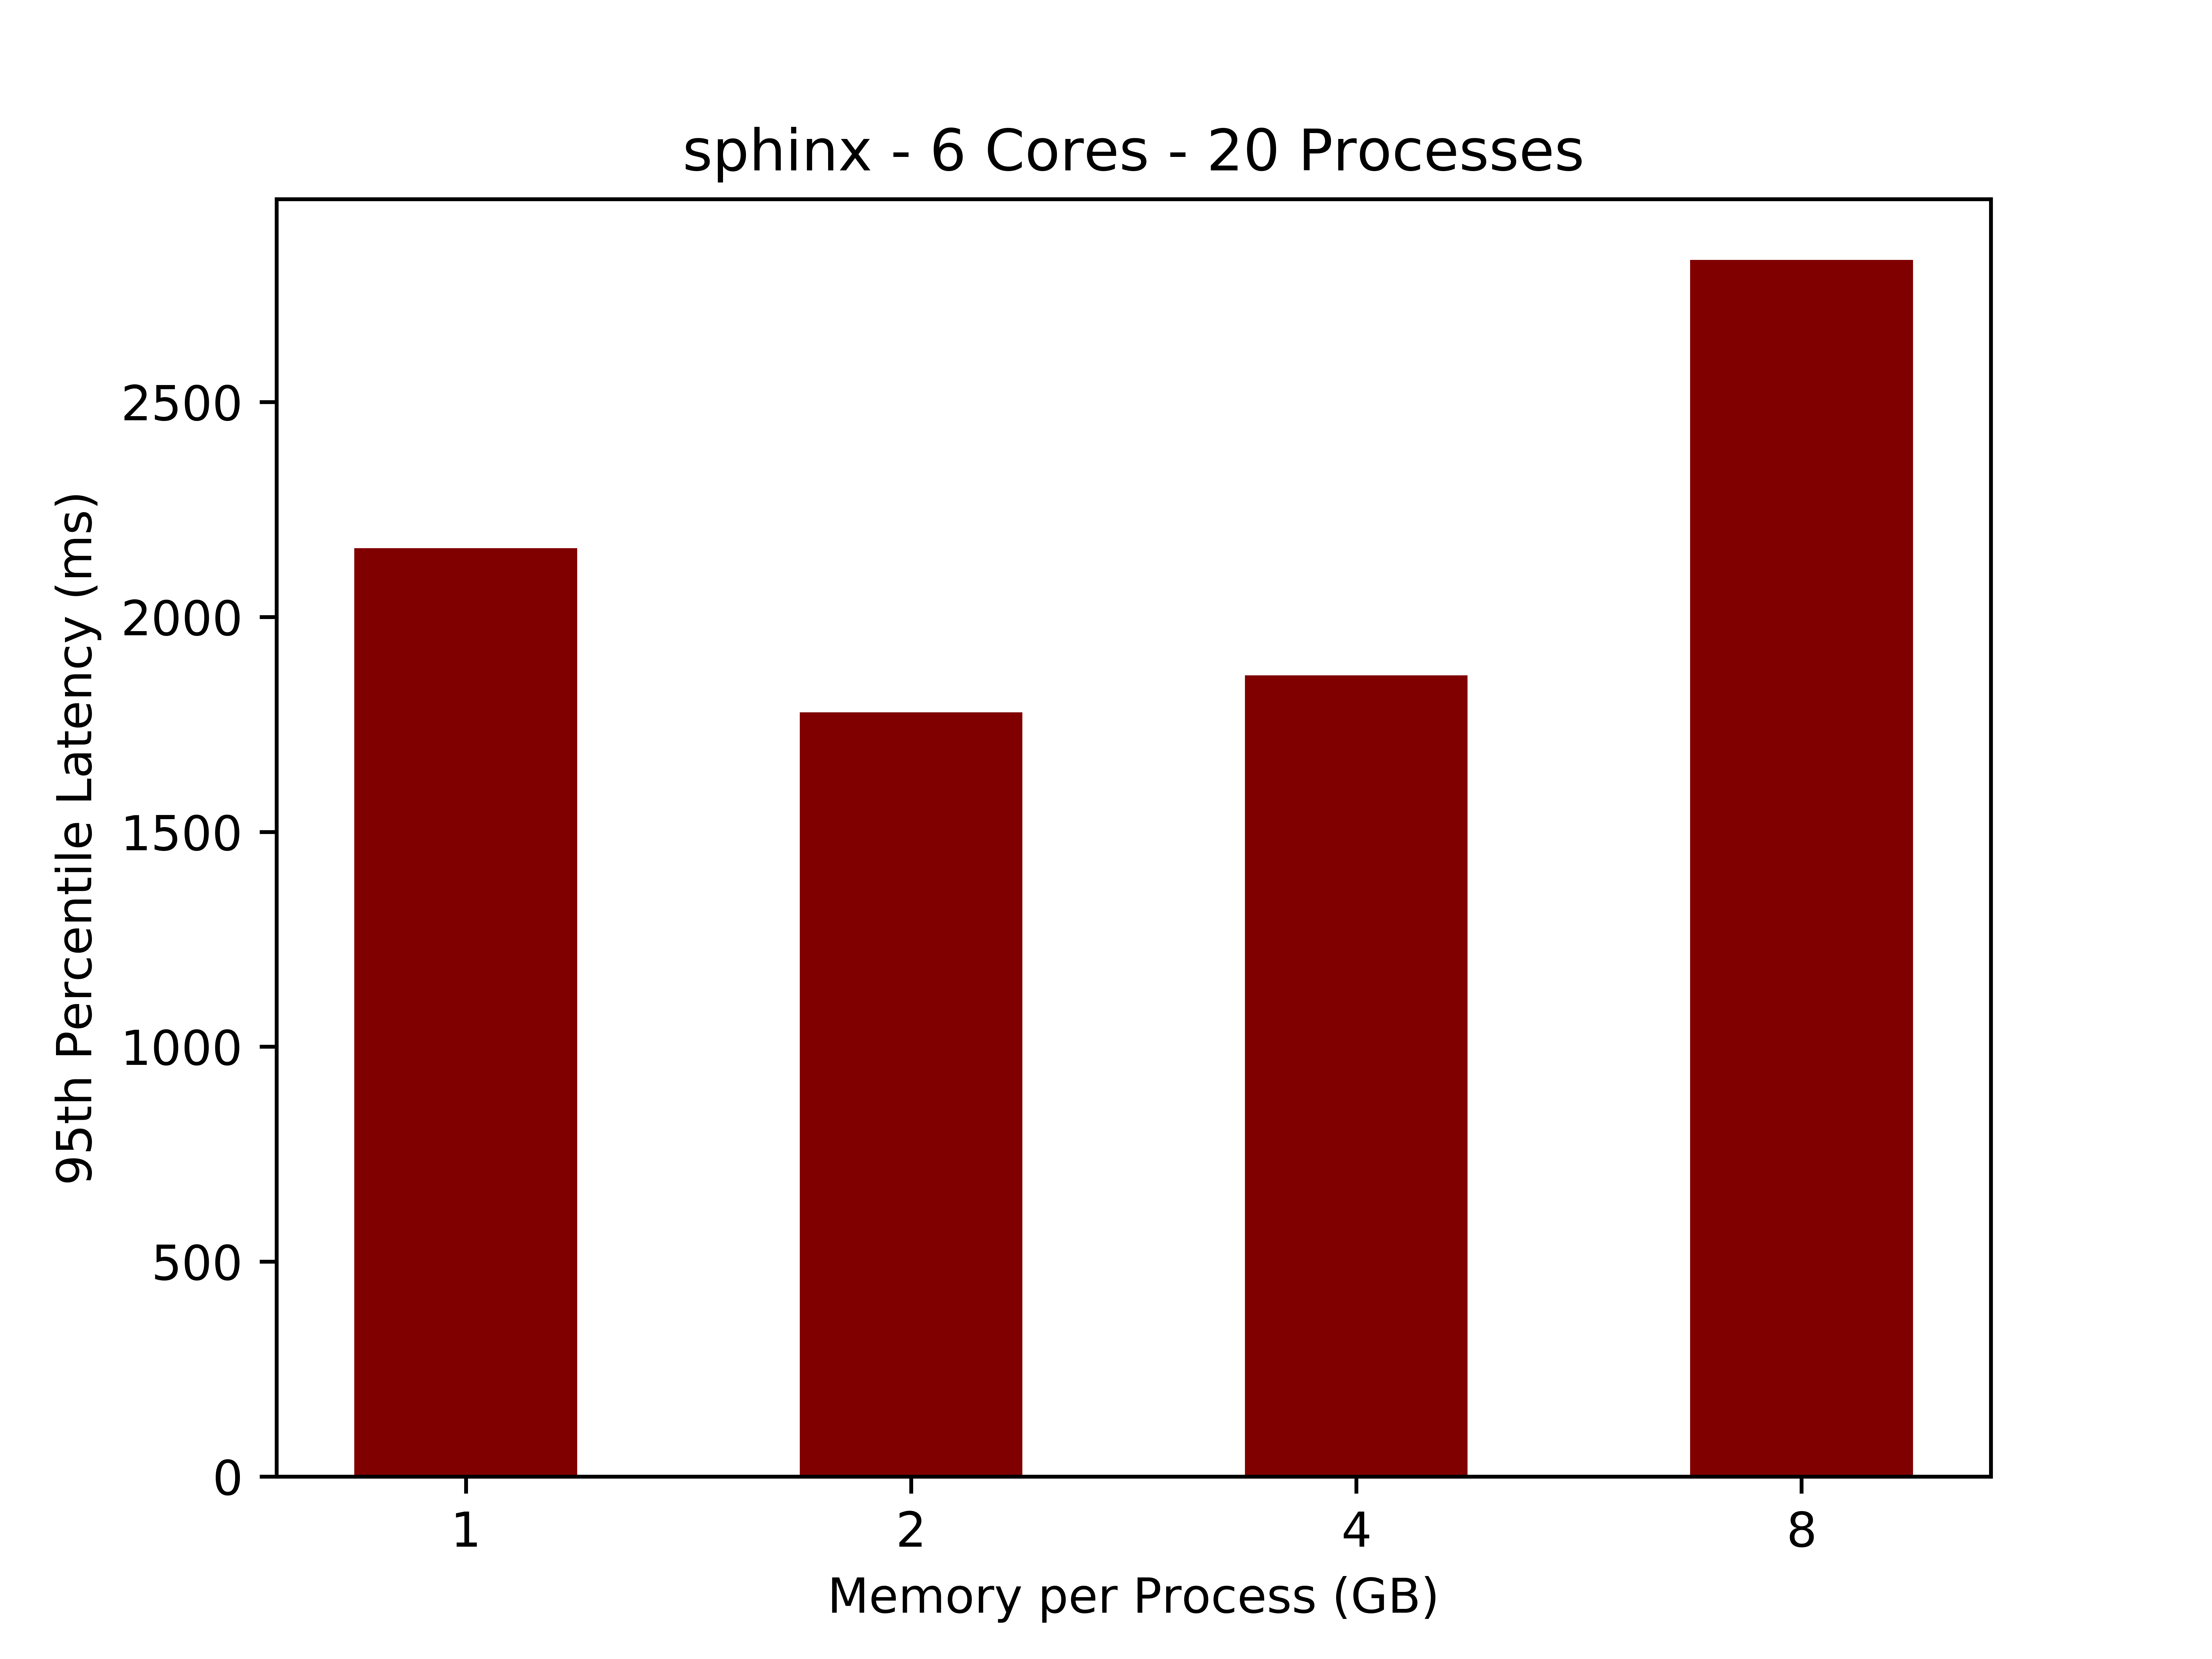 sphinx - 6 Cores - 20 Processes
95th Percentile Latency (ms)
2500
2000
1500
1000
500
0
1 2 4 8
Memory per Process (GB)